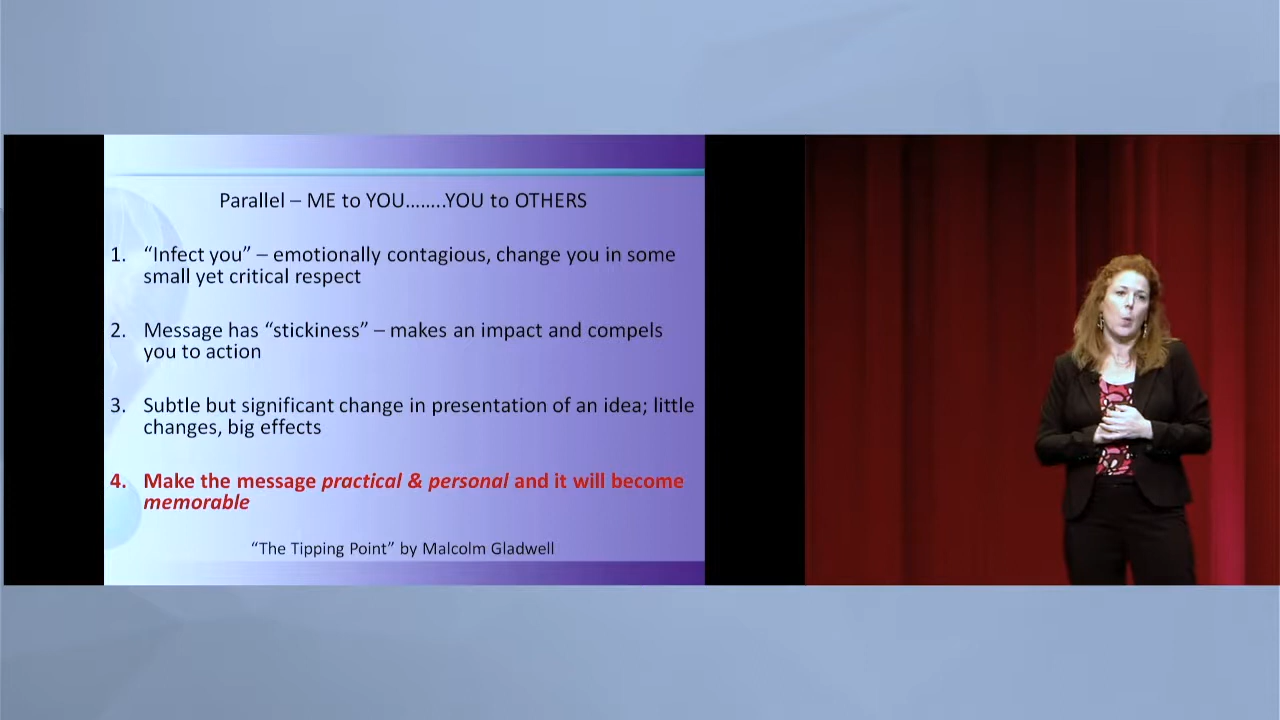 Parallel – ME to YOU........YOU to OTHERS
1. “Infect you” – emotionally contagious, change you in some
small yet critical respect
2. Message has “stickiness” – makes an impact and compels
you to action
3. Subtle but significant change in presentation of an idea; little
changes, big effects
4. Make the message practical & personal and it will become
memorable
“The Tipping Point” by Malcolm Gladwell